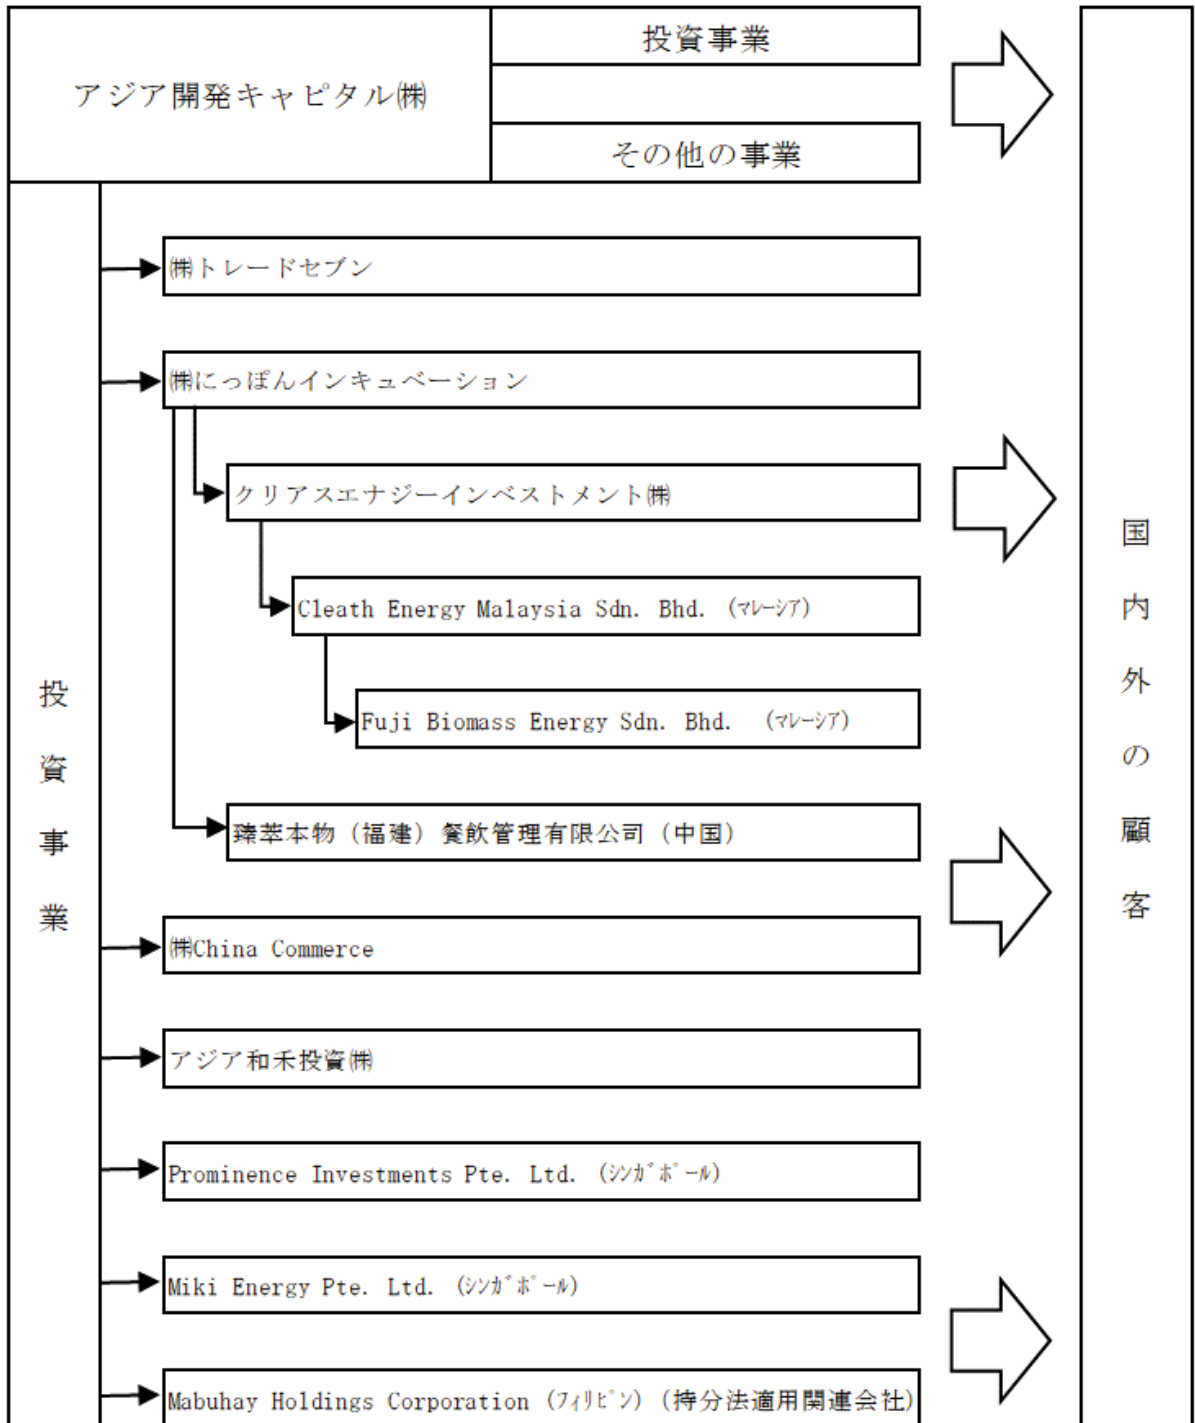 アジア開発キャピタル㈱
投資事業
その他の事業
㈱トレードセブン
㈱にっぽんインキュベーション
クリアスエナジーインベストメント㈱
Cleath Energy Malaysia Sdn. Bhd. (ﾏﾚｰｼｱ)
Fuji Biomass Energy Sdn. Bhd. (ﾏﾚｰｼｱ)
臻萃本物（福建）餐飲管理有限公司（中国）
㈱China Commerce
アジア和禾投資㈱
Prominence Investments Pte. Ltd. (ｼﾝｶﾞﾎﾟｰﾙ)
Miki Energy Pte. Ltd. (ｼﾝｶﾞﾎﾟｰﾙ)
Mabuhay Holdings Corporation (ﾌｨﾘﾋﾟﾝ) (持分法適用関連会社)
投資事業
国内外の顧客